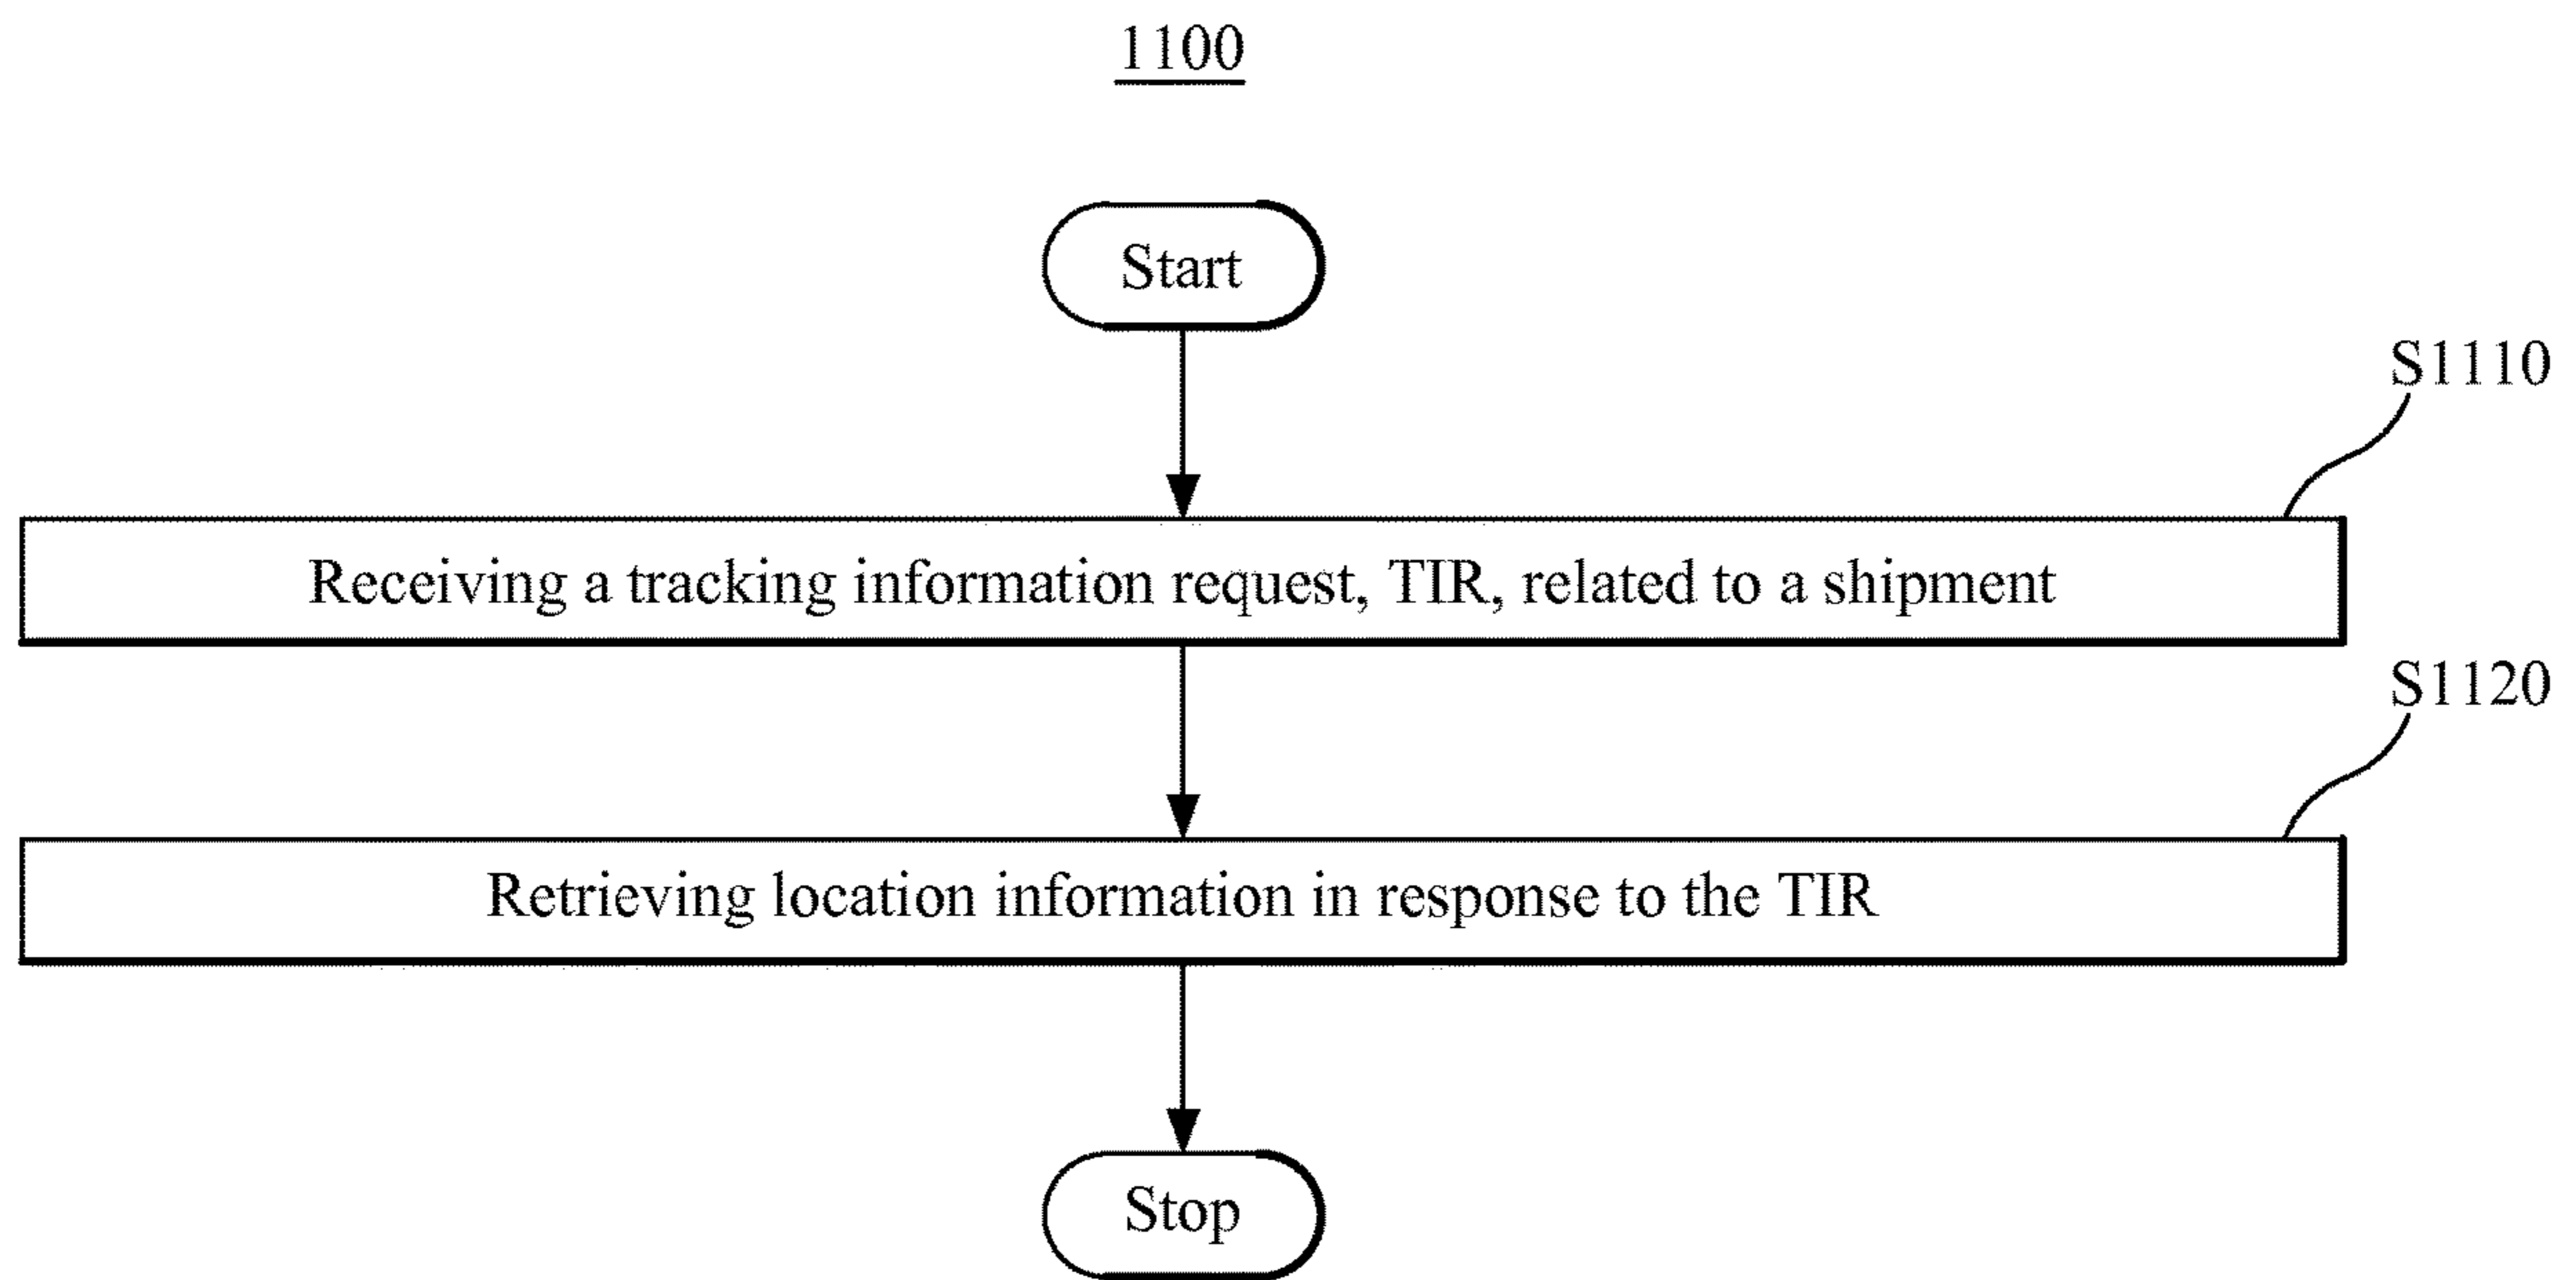 1100
Start
S1110
Receiving a tracking information request, TIR, related to a shipment
S1120
Retrieving location information in response to the TIR
Stop